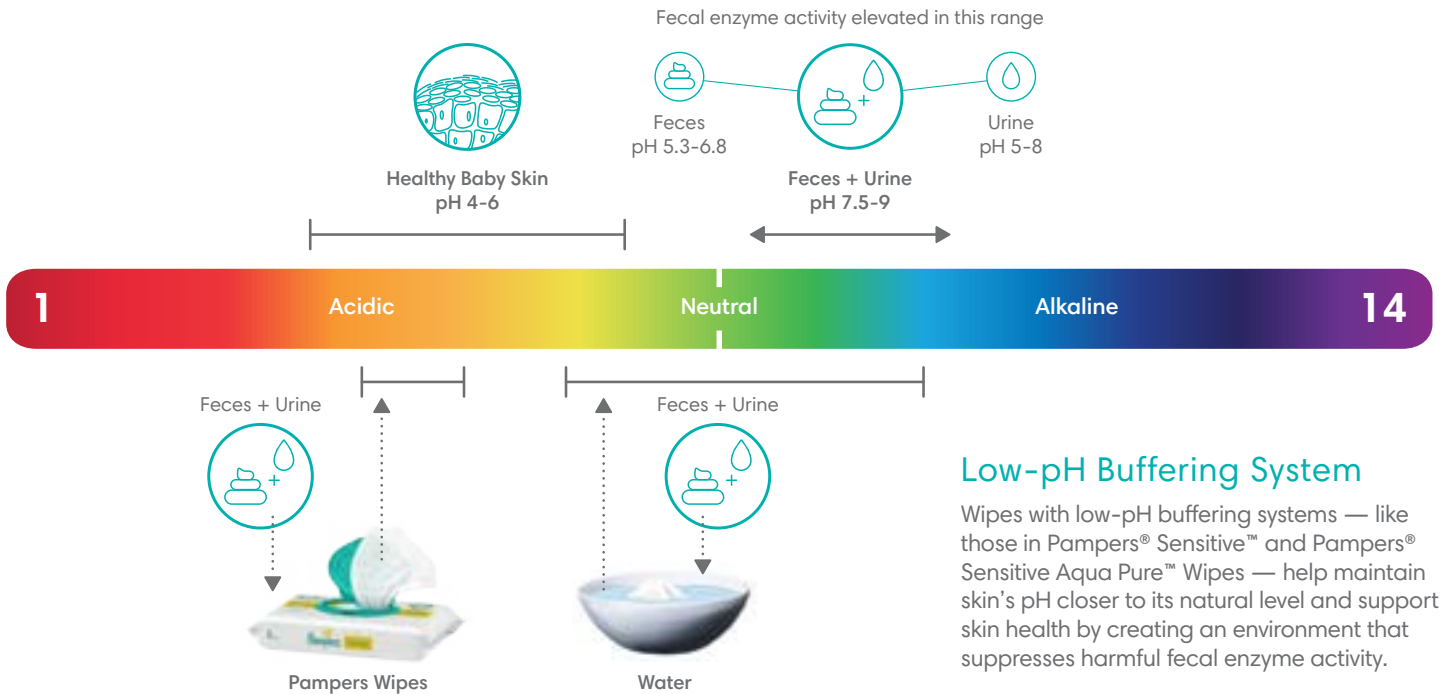 Fecal enzyme activity elevated in this range
Feces
pH 5.3-6.8
Urine
pH 5-8
Healthy Baby Skin
pH 4-6
Feces + Urine
pH 7.5-9
1
Acidic
Neutral
Alkaline
14
Feces + Urine
+
Feces + Urine
+
+
Low-pH Buffering System
Wipes with low-pH buffering systems — like
those in Pampers® Sensitive™ and Pampers®
Sensitive Aqua Pure™ Wipes — help maintain
skin’s pH closer to its natural level and support
skin health by creating an environment that
suppresses harmful fecal enzyme activity.
Pampers
Pampers Wipes
Water